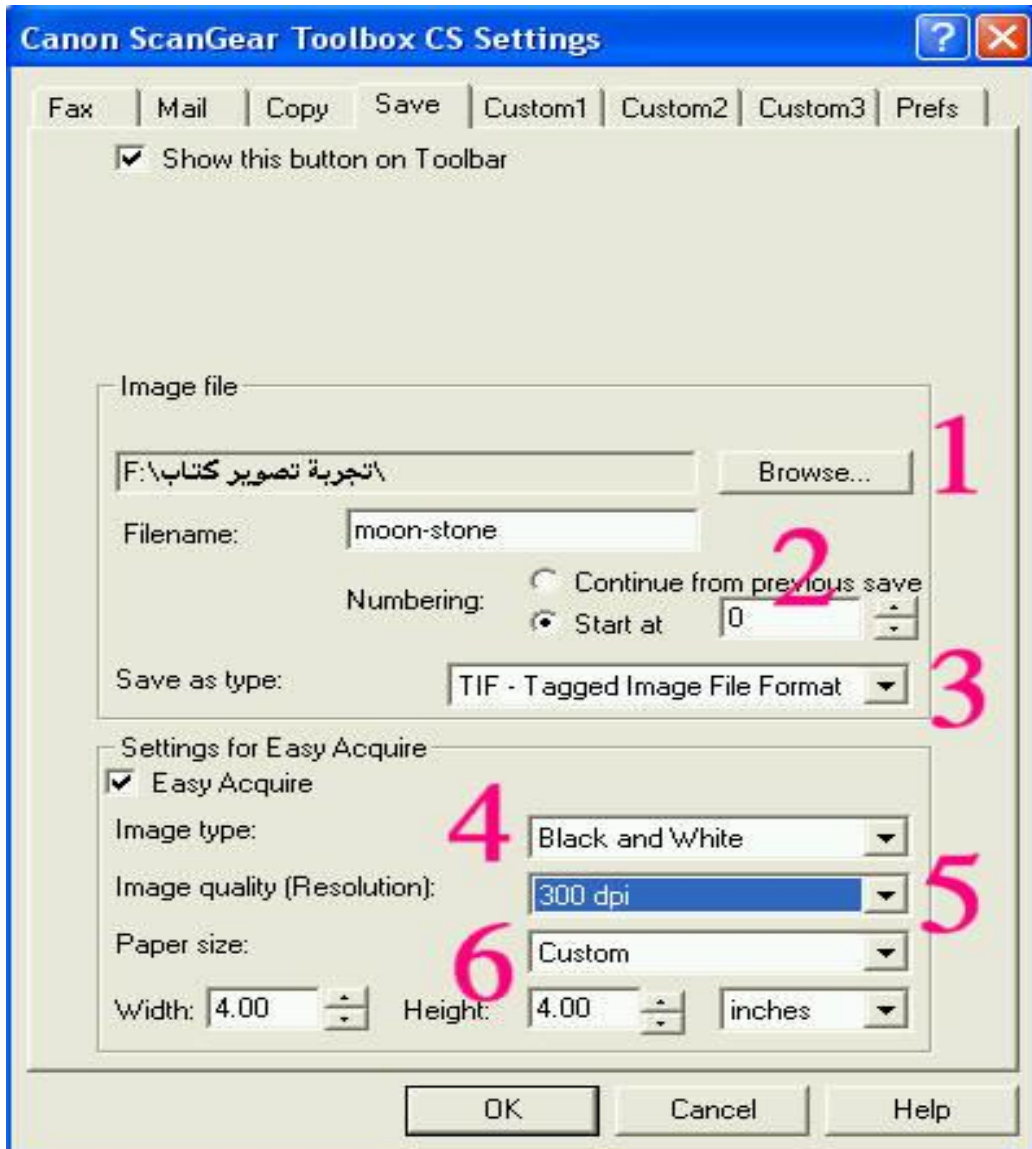 Canon ScanGear Toolbox CS Settings
Fax Mail Copy Save Custom1 Custom2 Custom3 Prefs
Show this button on Toolbar
Image file
F:\تجربة تصوير كتاب\ Browse... 1
Filename: moon-stone
2
Continue from previous save
Numbering:
Start at 0
Save as type: TIF - Tagged Image File Format 3
Settings for Easy Acquire
Easy Acquire
Image type: 4 Black and White
Image quality (Resolution): 300 dpi 5
Paper size: 6 Custom
Width: 4.00 Height: 4.00 inches
OK Cancel Help